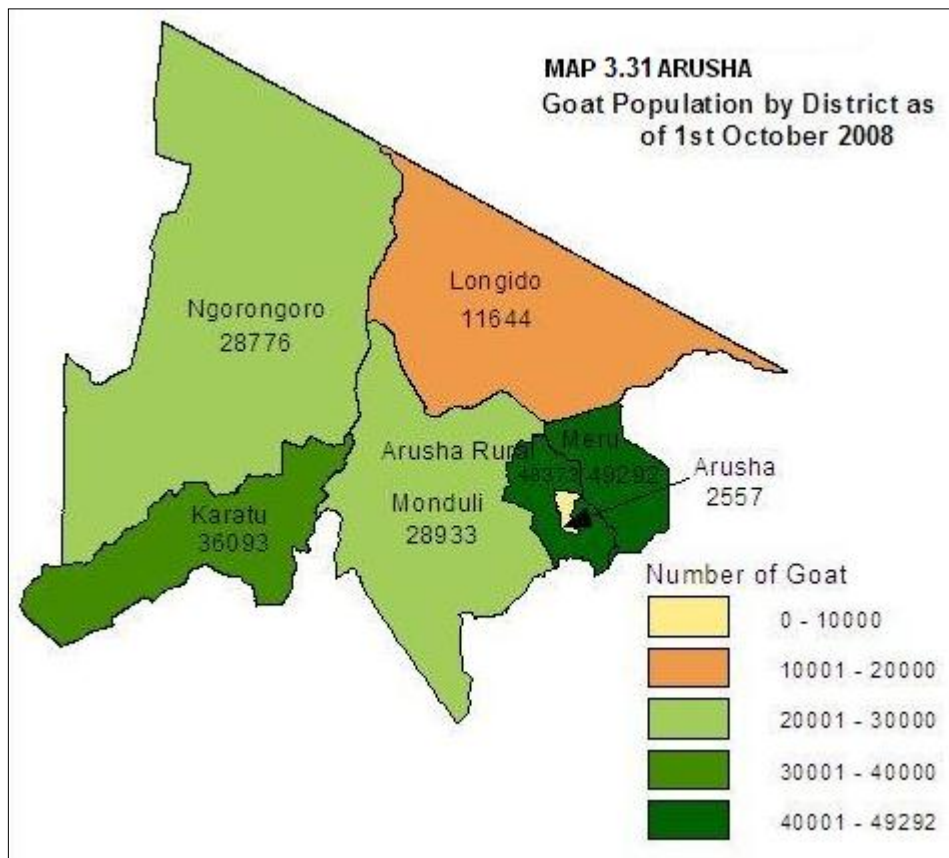 MAP 3.31 ARUSHA
Goat Population by District as
of 1st October 2008
Longido
11644
Ngorongoro
28776
Meru
49292
Arusha Rural
48373
Arusha
2557
Monduli
28933
Karatu
36093
Number of Goat
0 - 10000
10001 - 20000
20001 - 30000
30001 - 40000
40001 - 49292